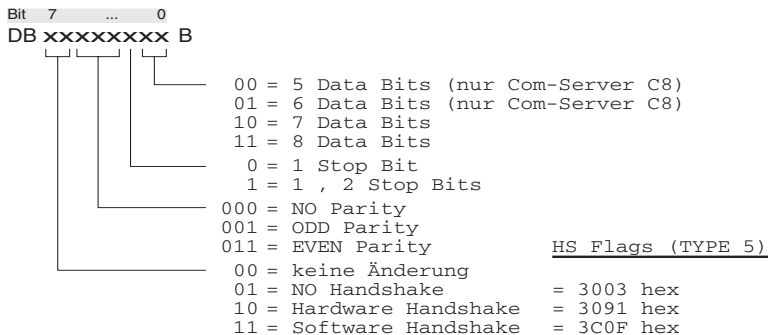 Bit 7 ... 0
DB xxxxxxxx B
00 = 5 Data Bits (nur Com-Server C8)
01 = 6 Data Bits (nur Com-Server C8)
10 = 7 Data Bits
11 = 8 Data Bits
0 = 1 Stop Bit
1 = 1 , 2 Stop Bits
000 = NO Parity
001 = ODD Parity
011 = EVEN Parity HS Flags (TYPE 5)
00 = keine Änderung
01 = NO Handshake = 3003 hex
10 = Hardware Handshake = 3091 hex
11 = Software Handshake = 3C0F hex